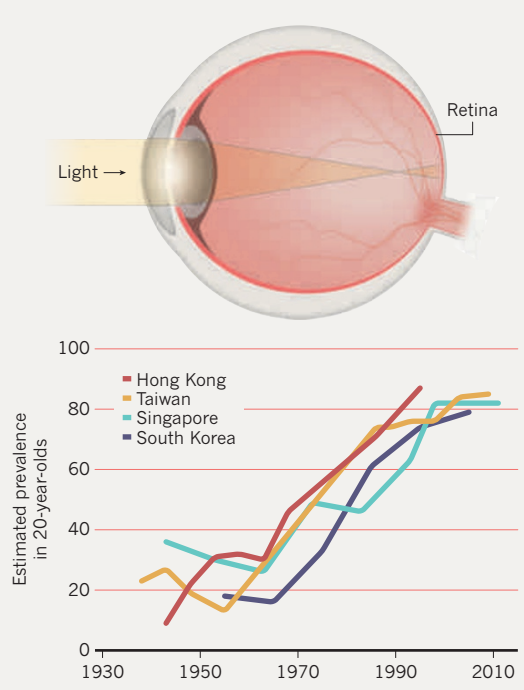 Retina
Light →
100
80
60
40
20
0
Hong Kong
Taiwan
Singapore
South Korea
Estimated prevalence
in 20-year-olds
1930 1950 1970 1990 2010